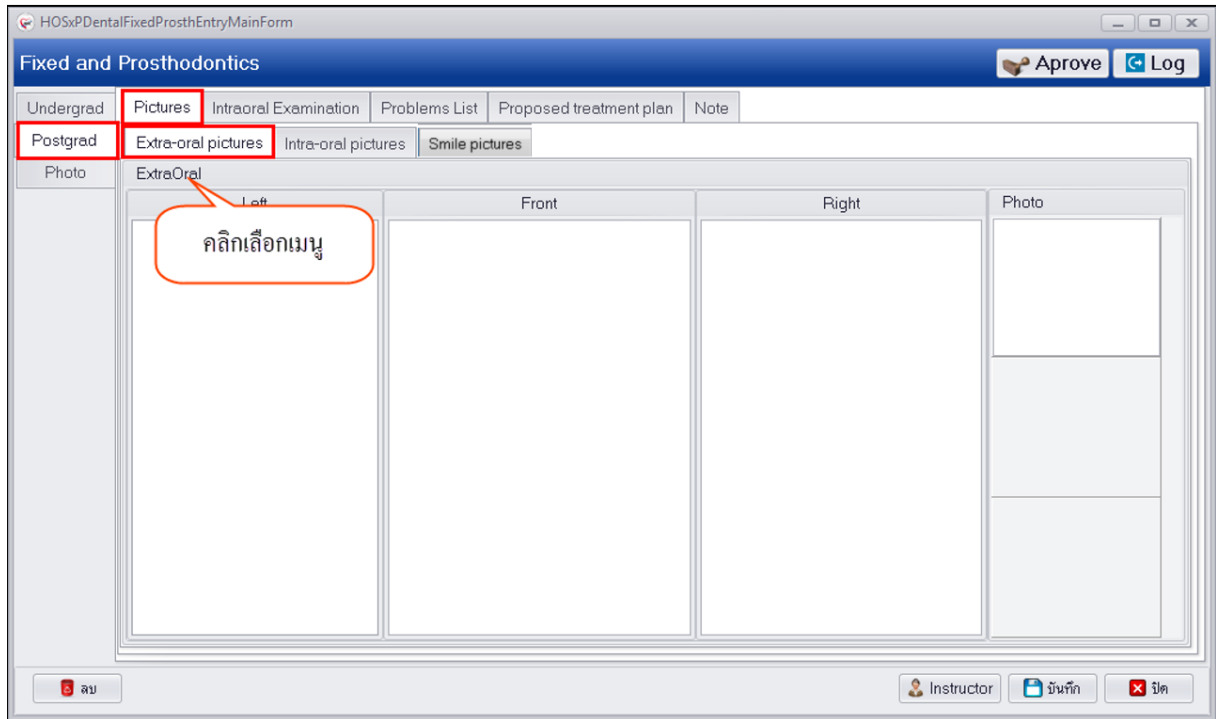 HOSxPDentalFixedProsthEntryMainForm
Fixed and Prosthodontics
Aprove
Log
Undergrad
Postgrad
Photo
Pictures
Intraoral Examination
Problems List
Proposed treatment plan
Note
Extra-oral pictures
Intra-oral pictures
Smile pictures
ExtraOral
Left
Front
Right
Photo
คลิกเลือกเมนู
ลบ
Instructor
บันทึก
ปิด